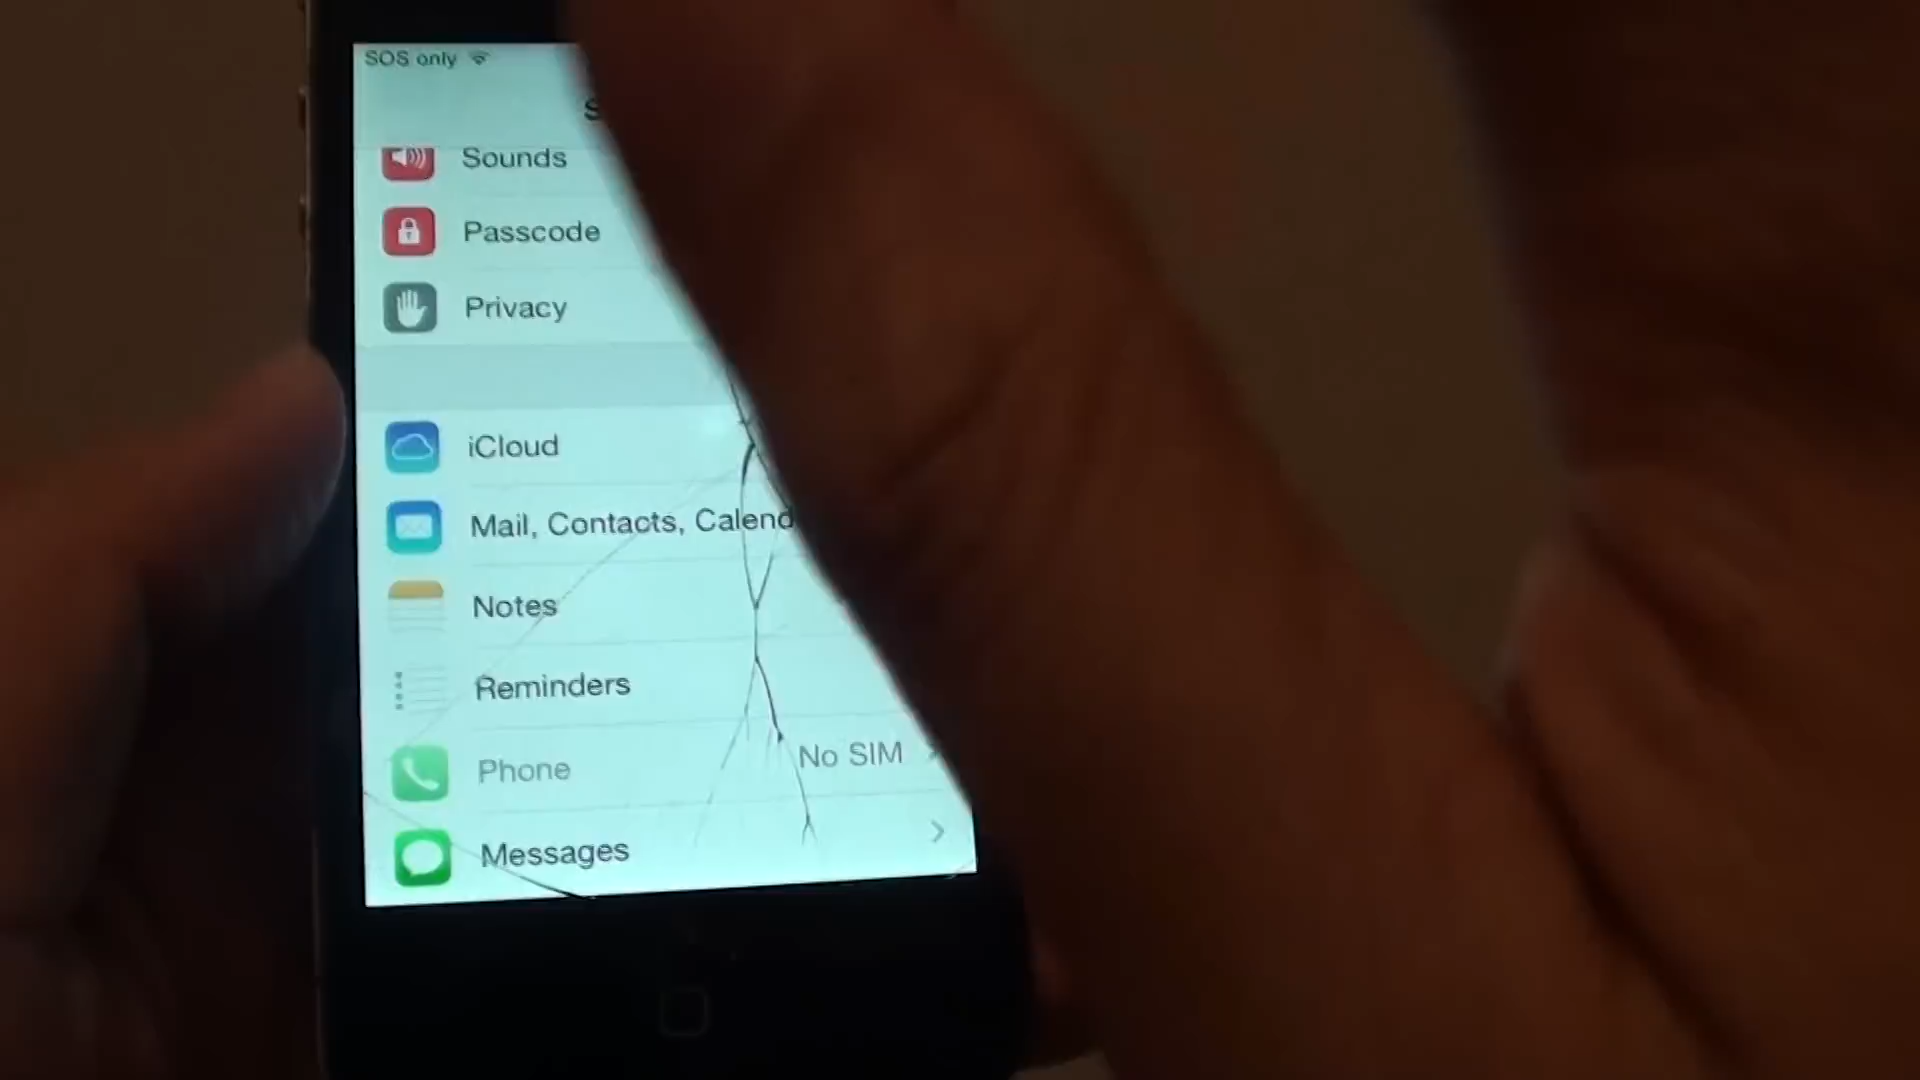 SOS only
S
Sounds
Passcode
Privacy
iCloud
Mail, Contacts, Calend
Notes
Reminders
Phone No SIM
Messages